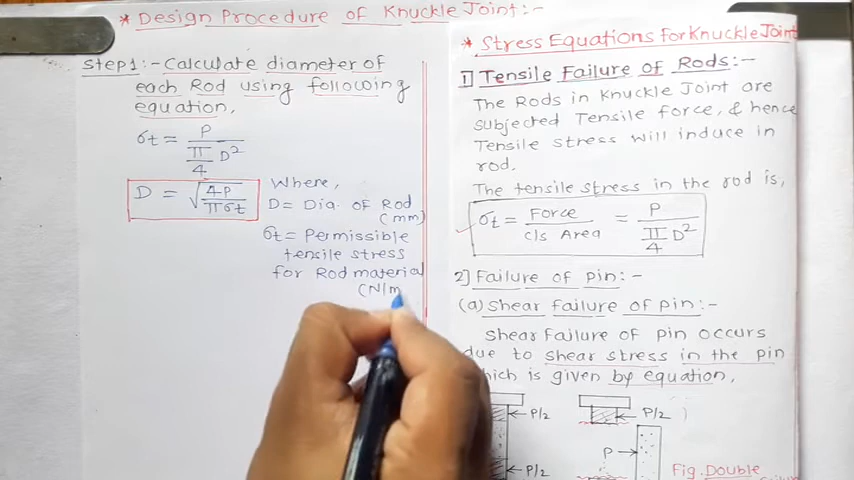 * Design Procedure of Knuckle Joint:-
Step1:- Calculate diameter of
each Rod using following
equation,
σt = P
π/4 D²
D = √4P/πσt
Where,
D = Dia. of Rod
(mm)
σt = Permissible
tensile stress
for Rod material
(N/m
* Stress Equations for Knuckle Joint
1] Tensile Failure of Rods:-
The Rods in Knuckle Joint are
subjected Tensile force, & hence
Tensile stress will induce in
rod.
The tensile stress in the rod is,
σt = Force / c/s Area = P / π/4 D²
2] Failure of pin:-
(a) Shear failure of pin:-
Shear Failure of pin occurs
due to shear stress in the pin
which is given by equation,
P/2
P/2
P
P/2
Fig. Double